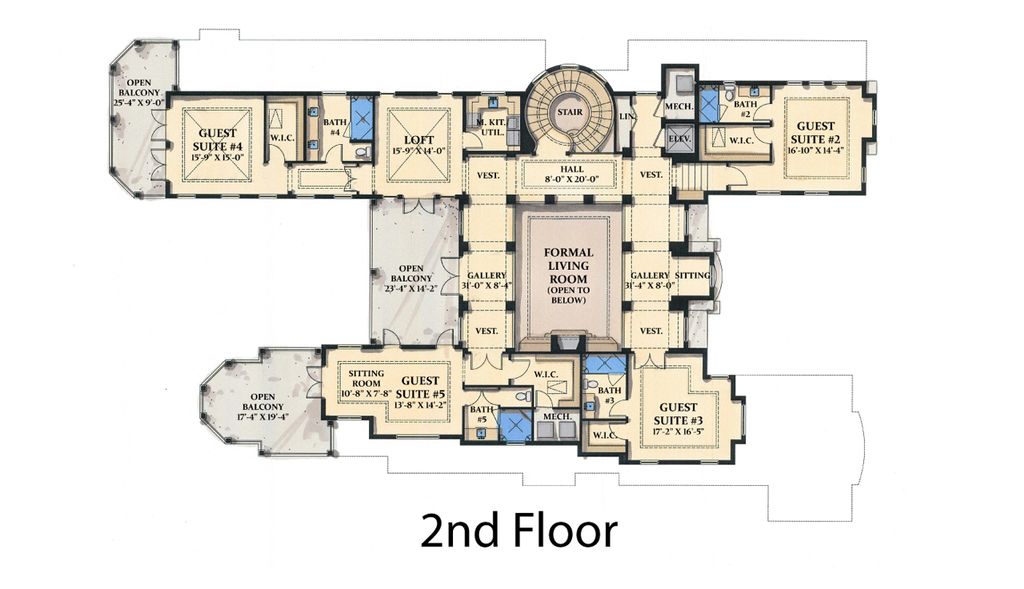 OPEN
BALCONY
25'-4" X 9'-0"
GUEST
SUITE #4
15'-9" X 15'-0"
W.I.C.
BATH
#4
LOFT
15'-9" X 14'-0"
M. KIT.
UTIL.
STAIR
LIN.
MECH.
ELEV.
BATH
#2
W.I.C.
GUEST
SUITE #2
16'-10" X 14'-4"
VEST.
HALL
8'-0" X 20'-0"
VEST.
OPEN
BALCONY
23'-4" X 14'-2"
GALLERY
31'-0" X 8'-4"
FORMAL
LIVING
ROOM
(OPEN TO
BELOW)
GALLERY
31'-4" X 8'-0"
SITTING
VEST.
VEST.
OPEN
BALCONY
17'-4" X 19'-4"
SITTING
ROOM
10'-8" X 7'-8"
GUEST
SUITE #5
13'-8" X 14'-2"
W.I.C.
BATH
#5
MECH.
BATH
#3
W.I.C.
GUEST
SUITE #3
17'-2" X 16'-5"
2nd Floor